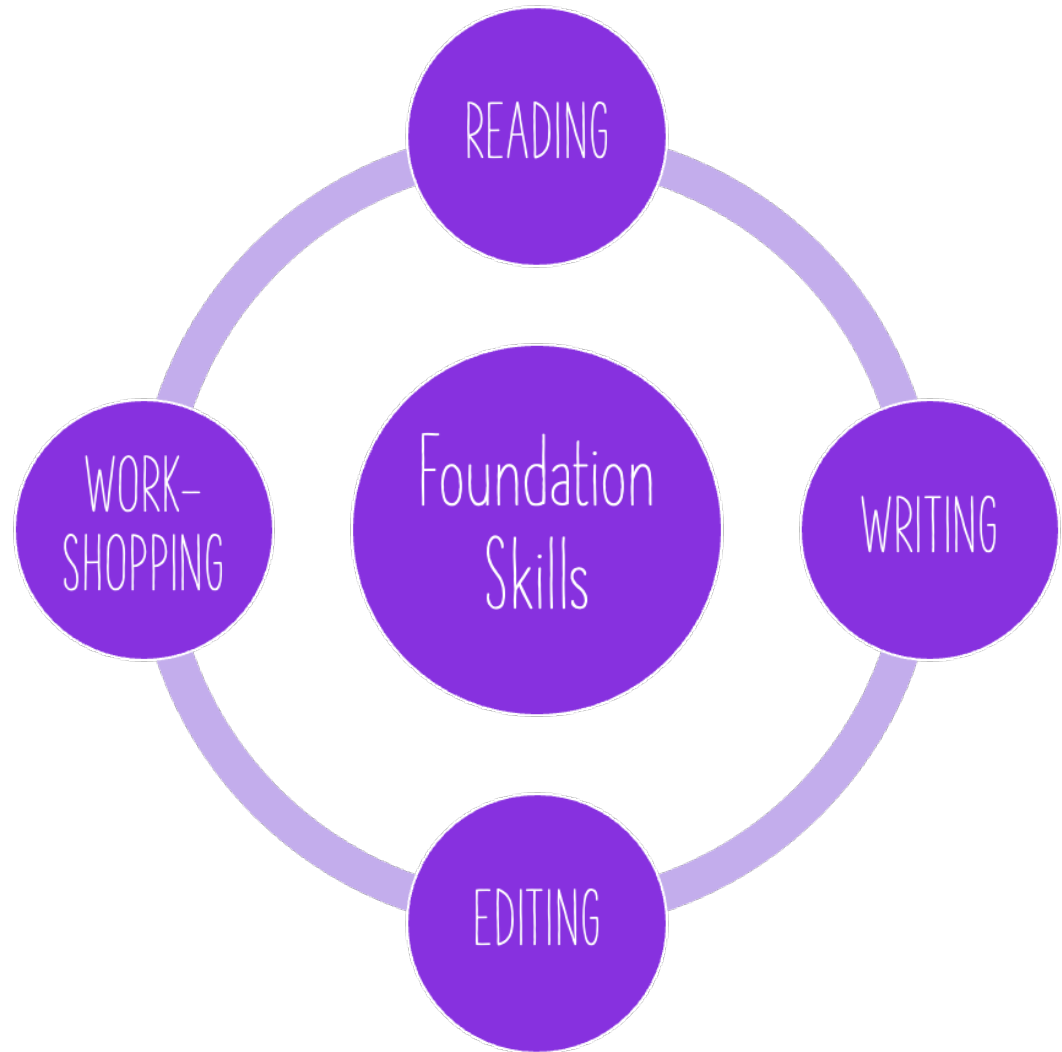 READING
WORK-
SHOPPING
Foundation
Skills
WRITING
EDITING